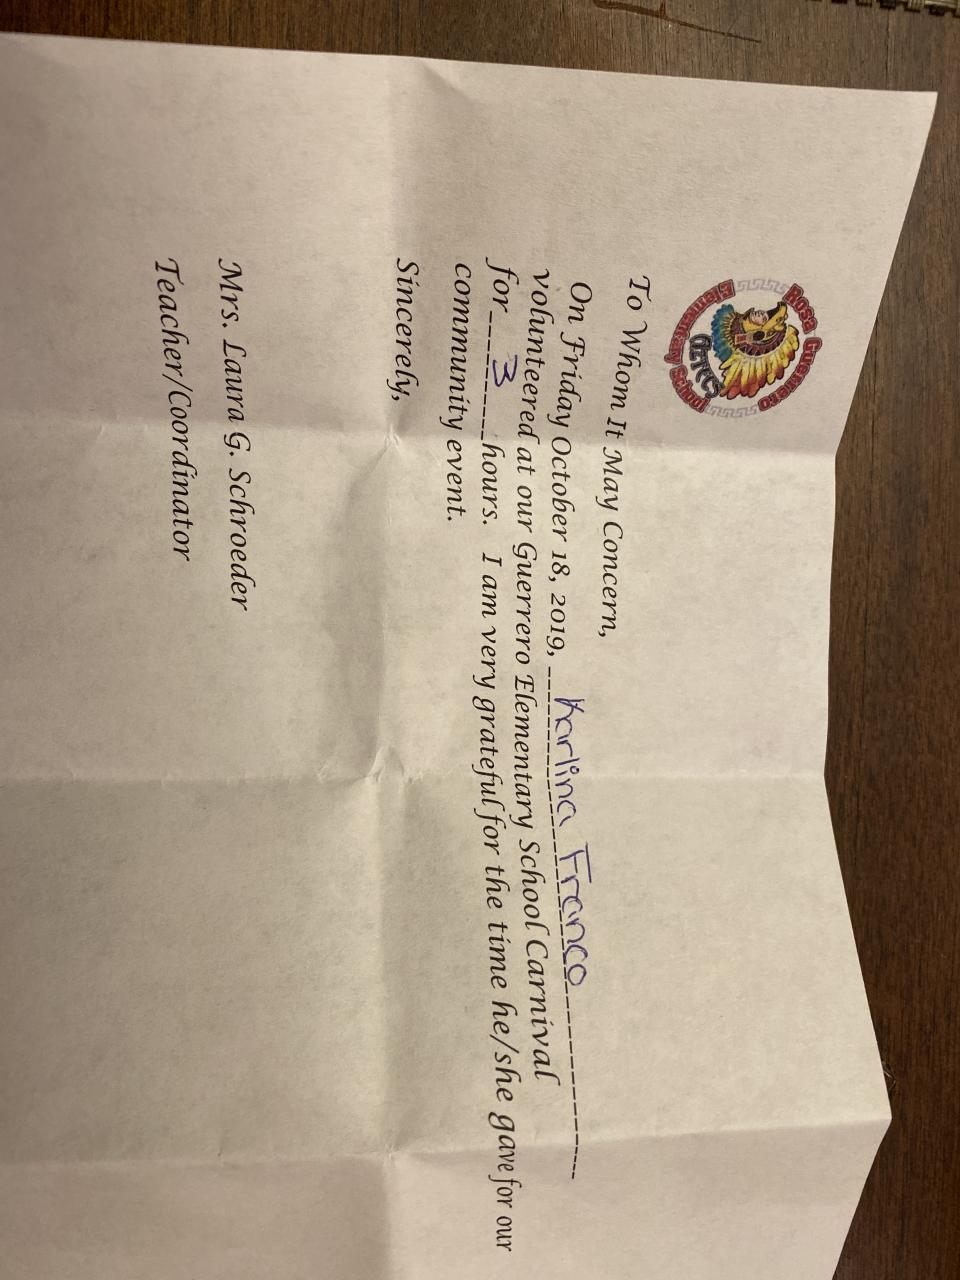 Rosa Guerrero
Elementary School
Aztecs
To Whom It May Concern,
On Friday October 18, 2019, Karlina Franco
volunteered at our Guerrero Elementary School Carnival
for 3 hours. I am very grateful for the time he/she gave for our
community event.
Sincerely,
Mrs. Laura G. Schroeder
Teacher/Coordinator